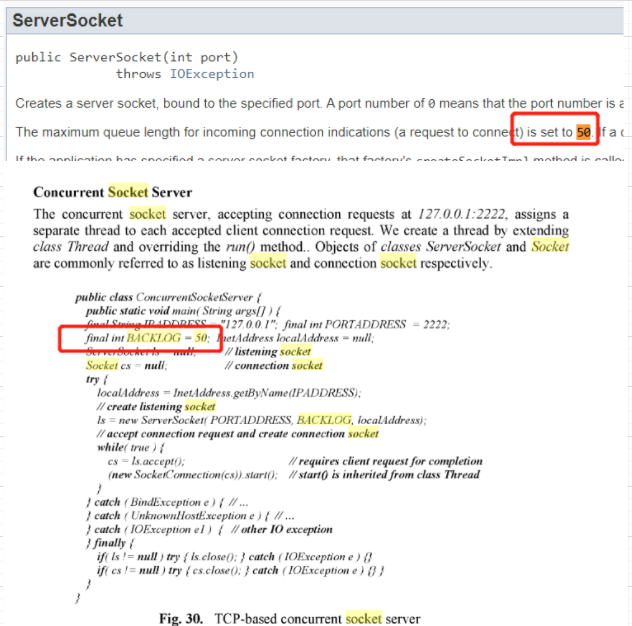 ServerSocket
public ServerSocket(int port)
throws IOException
Creates a server socket, bound to the specified port. A port number of 0 means that the port number is a
The maximum queue length for incoming connection indications (a request to connect) is set to 50. If a c
If the application has specified a server socket factory, that factory's createSocketImpl method is calle
Concurrent Socket Server
The concurrent socket server, accepting connection requests at 127.0.0.1:2222, assigns a
separate thread to each accepted client connection request. We create a thread by extending
class Thread and overriding the run() method.. Objects of classes ServerSocket and Socket
are commonly referred to as listening socket and connection socket respectively.
public class ConcurrentSocketServer {
public static void main( String args[] ) {
final String IPADDRESS = "127.0.0.1"; final int PORTADDRESS = 2222;
final int BACKLOG = 50; InetAddress localAddress = null;
ServerSocket ls = null; // listening socket
Socket cs = null; // connection socket
try {
localAddress = InetAddress.getByName(IPADDRESS);
// create listening socket
ls = new ServerSocket( PORTADDRESS, BACKLOG, localAddress);
// accept connection request and create connection socket
while( true ) {
cs = ls.accept(); // requires client request for completion
(new SocketConnection(cs)).start(); // start() is inherited from class Thread
}
} catch ( BindException e ) { // ...
} catch ( UnknownHostException e ) { // ...
} catch ( IOException e1 ) { // other IO exception
} finally {
if( ls != null ) try { ls.close(); } catch ( IOException e ) {}
if( cs != null ) try { cs.close(); } catch ( IOException e ) {} }
}
}
Fig. 30. TCP-based concurrent socket server